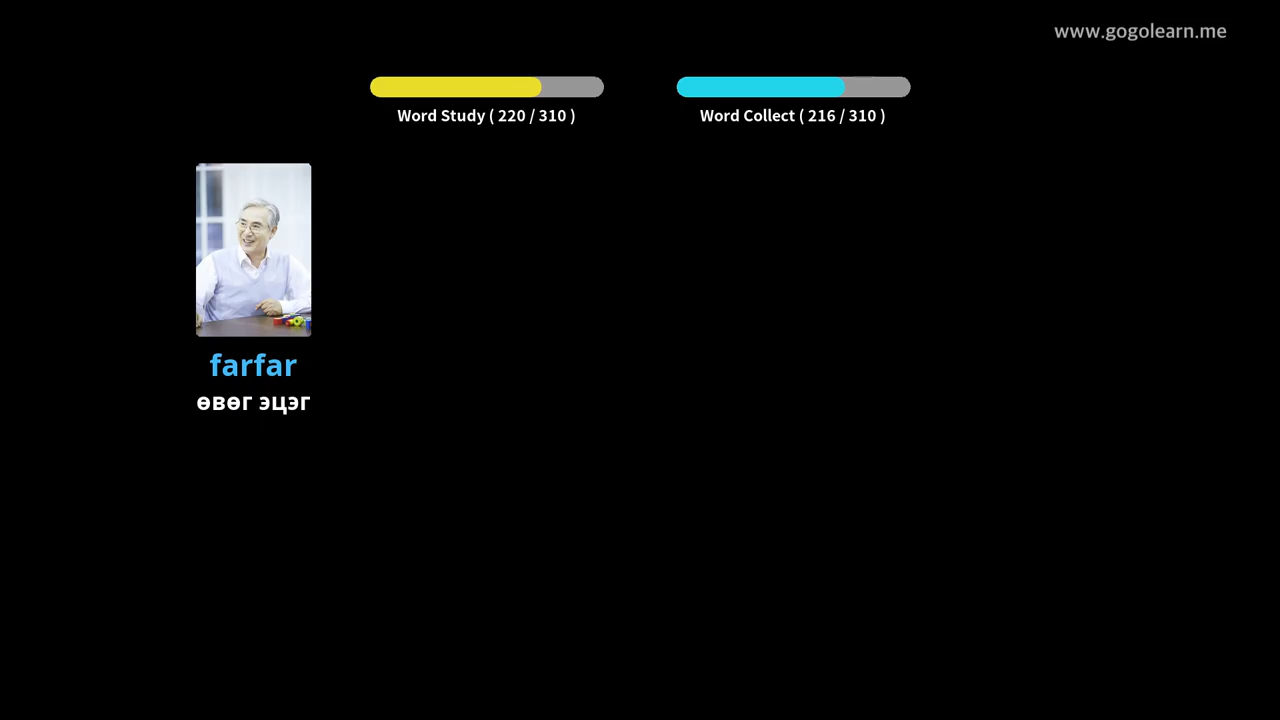 www.gogolearn.me
Word Study ( 220 / 310 )
Word Collect ( 216 / 310 )
farfar
өвөг эцэг